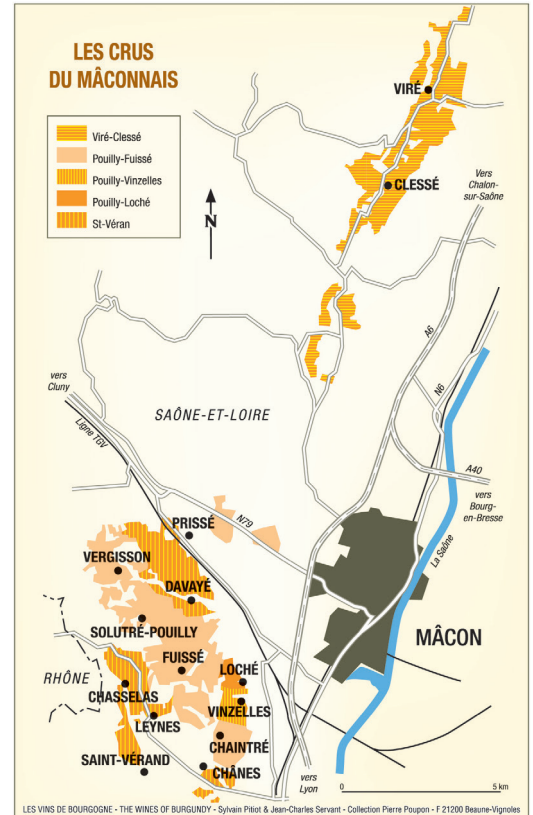 LES CRUS
DU MÂCONNAIS
Viré-Clessé
Pouilly-Fuissé
Pouilly-Vinzelles
Pouilly-Loché
St-Véran
N
VIRÉ
CLESSÉ
Vers
Chalon-
sur-Saône
A6
N6
vers
Cluny
Ligne TGV
SAÔNE-ET-LOIRE
A40
vers
Bourg-
en-Bresse
PRISSÉ
N79
La Saône
VERGISSON
DAVAYÉ
SOLUTRÉ-POUILLY
MÂCON
FUISSÉ
LOCHÉ
RHÔNE
CHASSELAS
VINZELLES
LEYNES
CHAINTRÉ
SAINT-VÉRAND
CHÂNES
vers
Lyon
0
5 km
LES VINS DE BOURGOGNE - THE WINES OF BURGUNDY - Sylvain Pitiot & Jean-Charles Servant - Collection Pierre Poupon - F 21200 Beaune-Vignoles